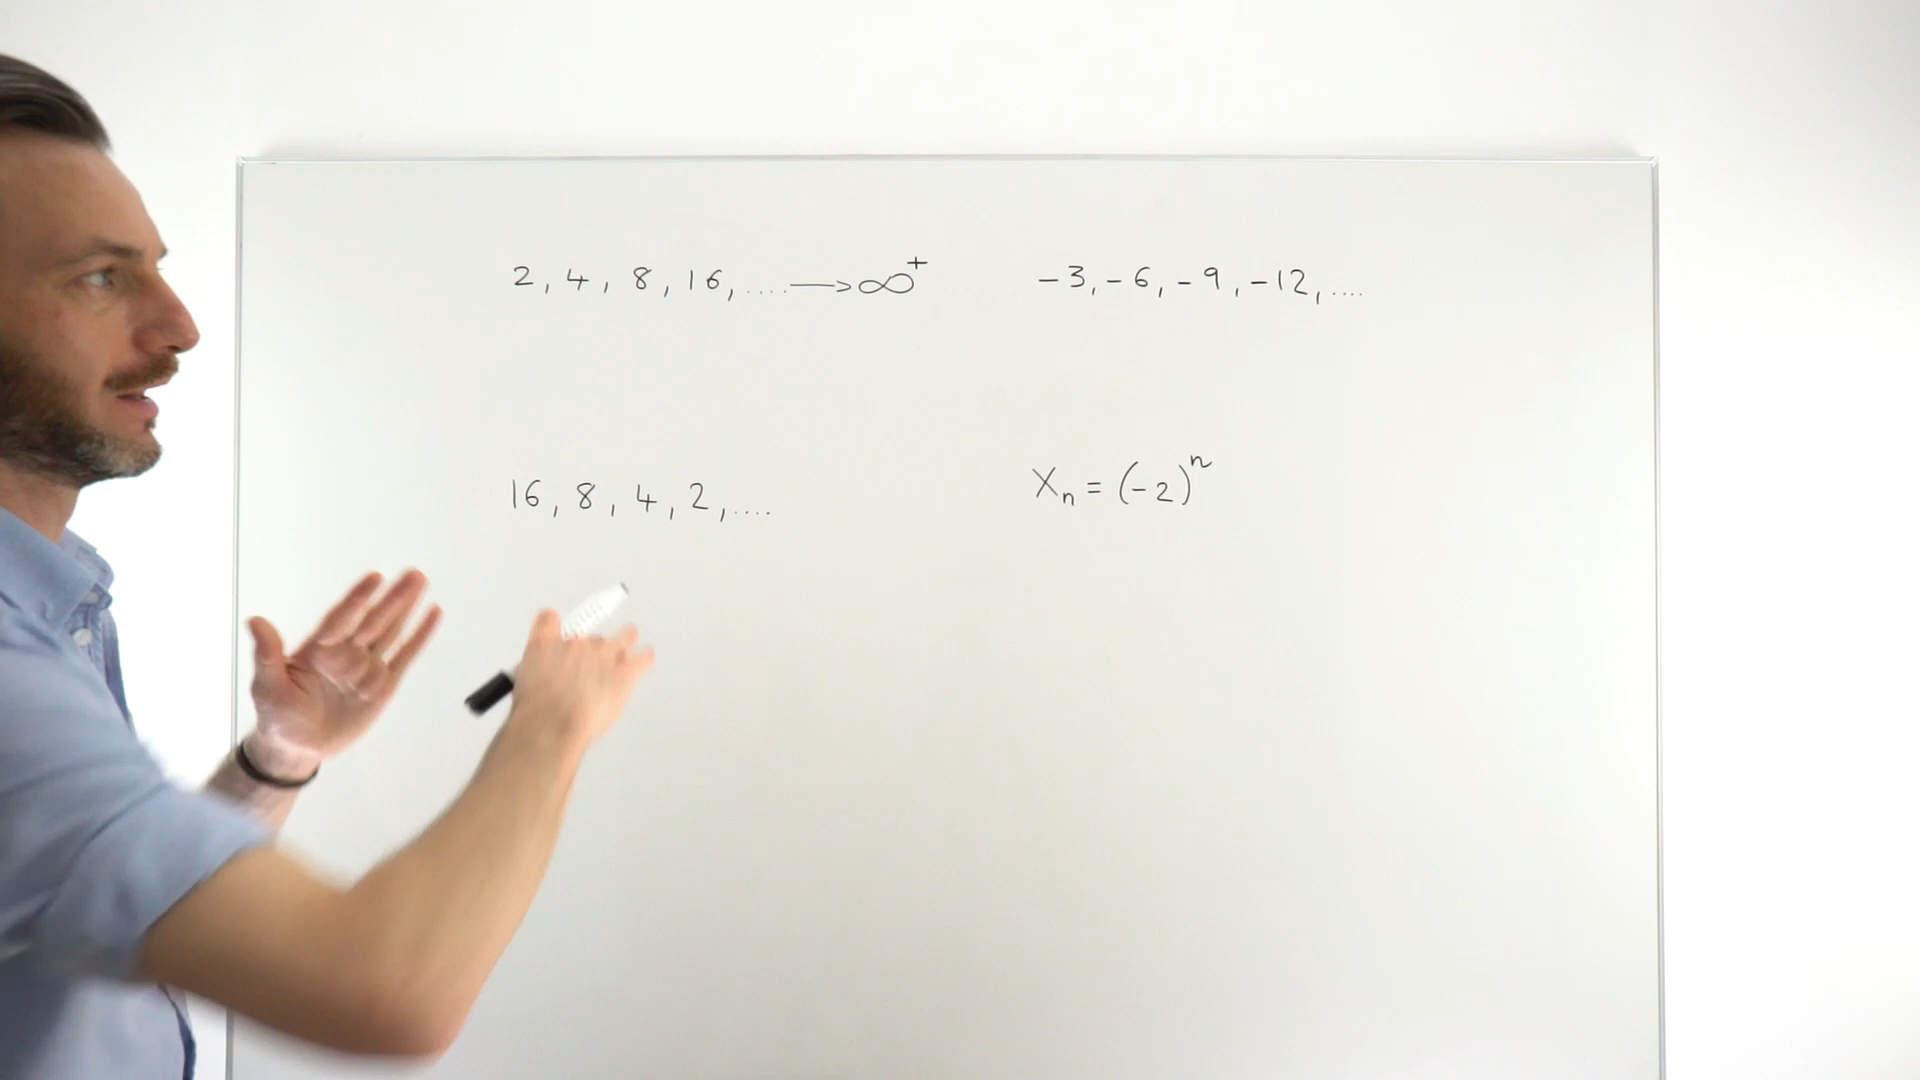 2, 4, 8, 16, ....⟶∞⁺
-3, -6, -9, -12, ....
16, 8, 4, 2, ....
Xₙ = (-2)ⁿ